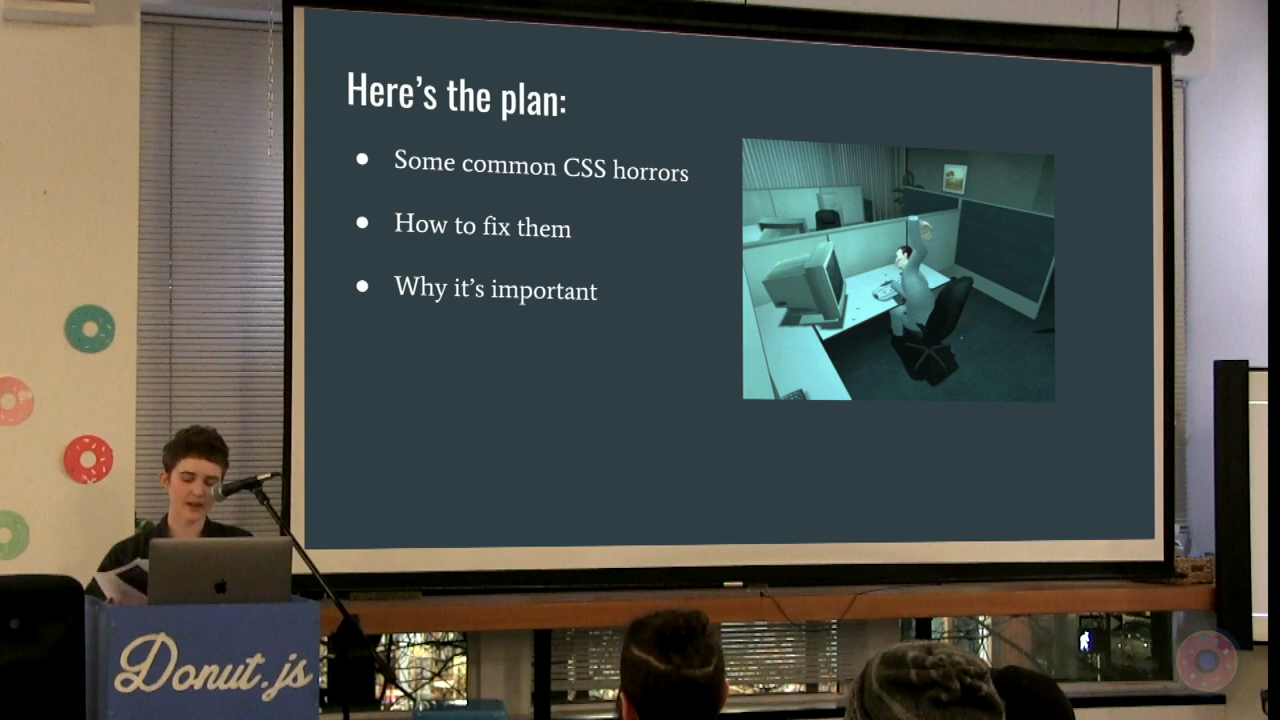 Here’s the plan:
● Some common CSS horrors
● How to fix them
● Why it’s important
Donut.js